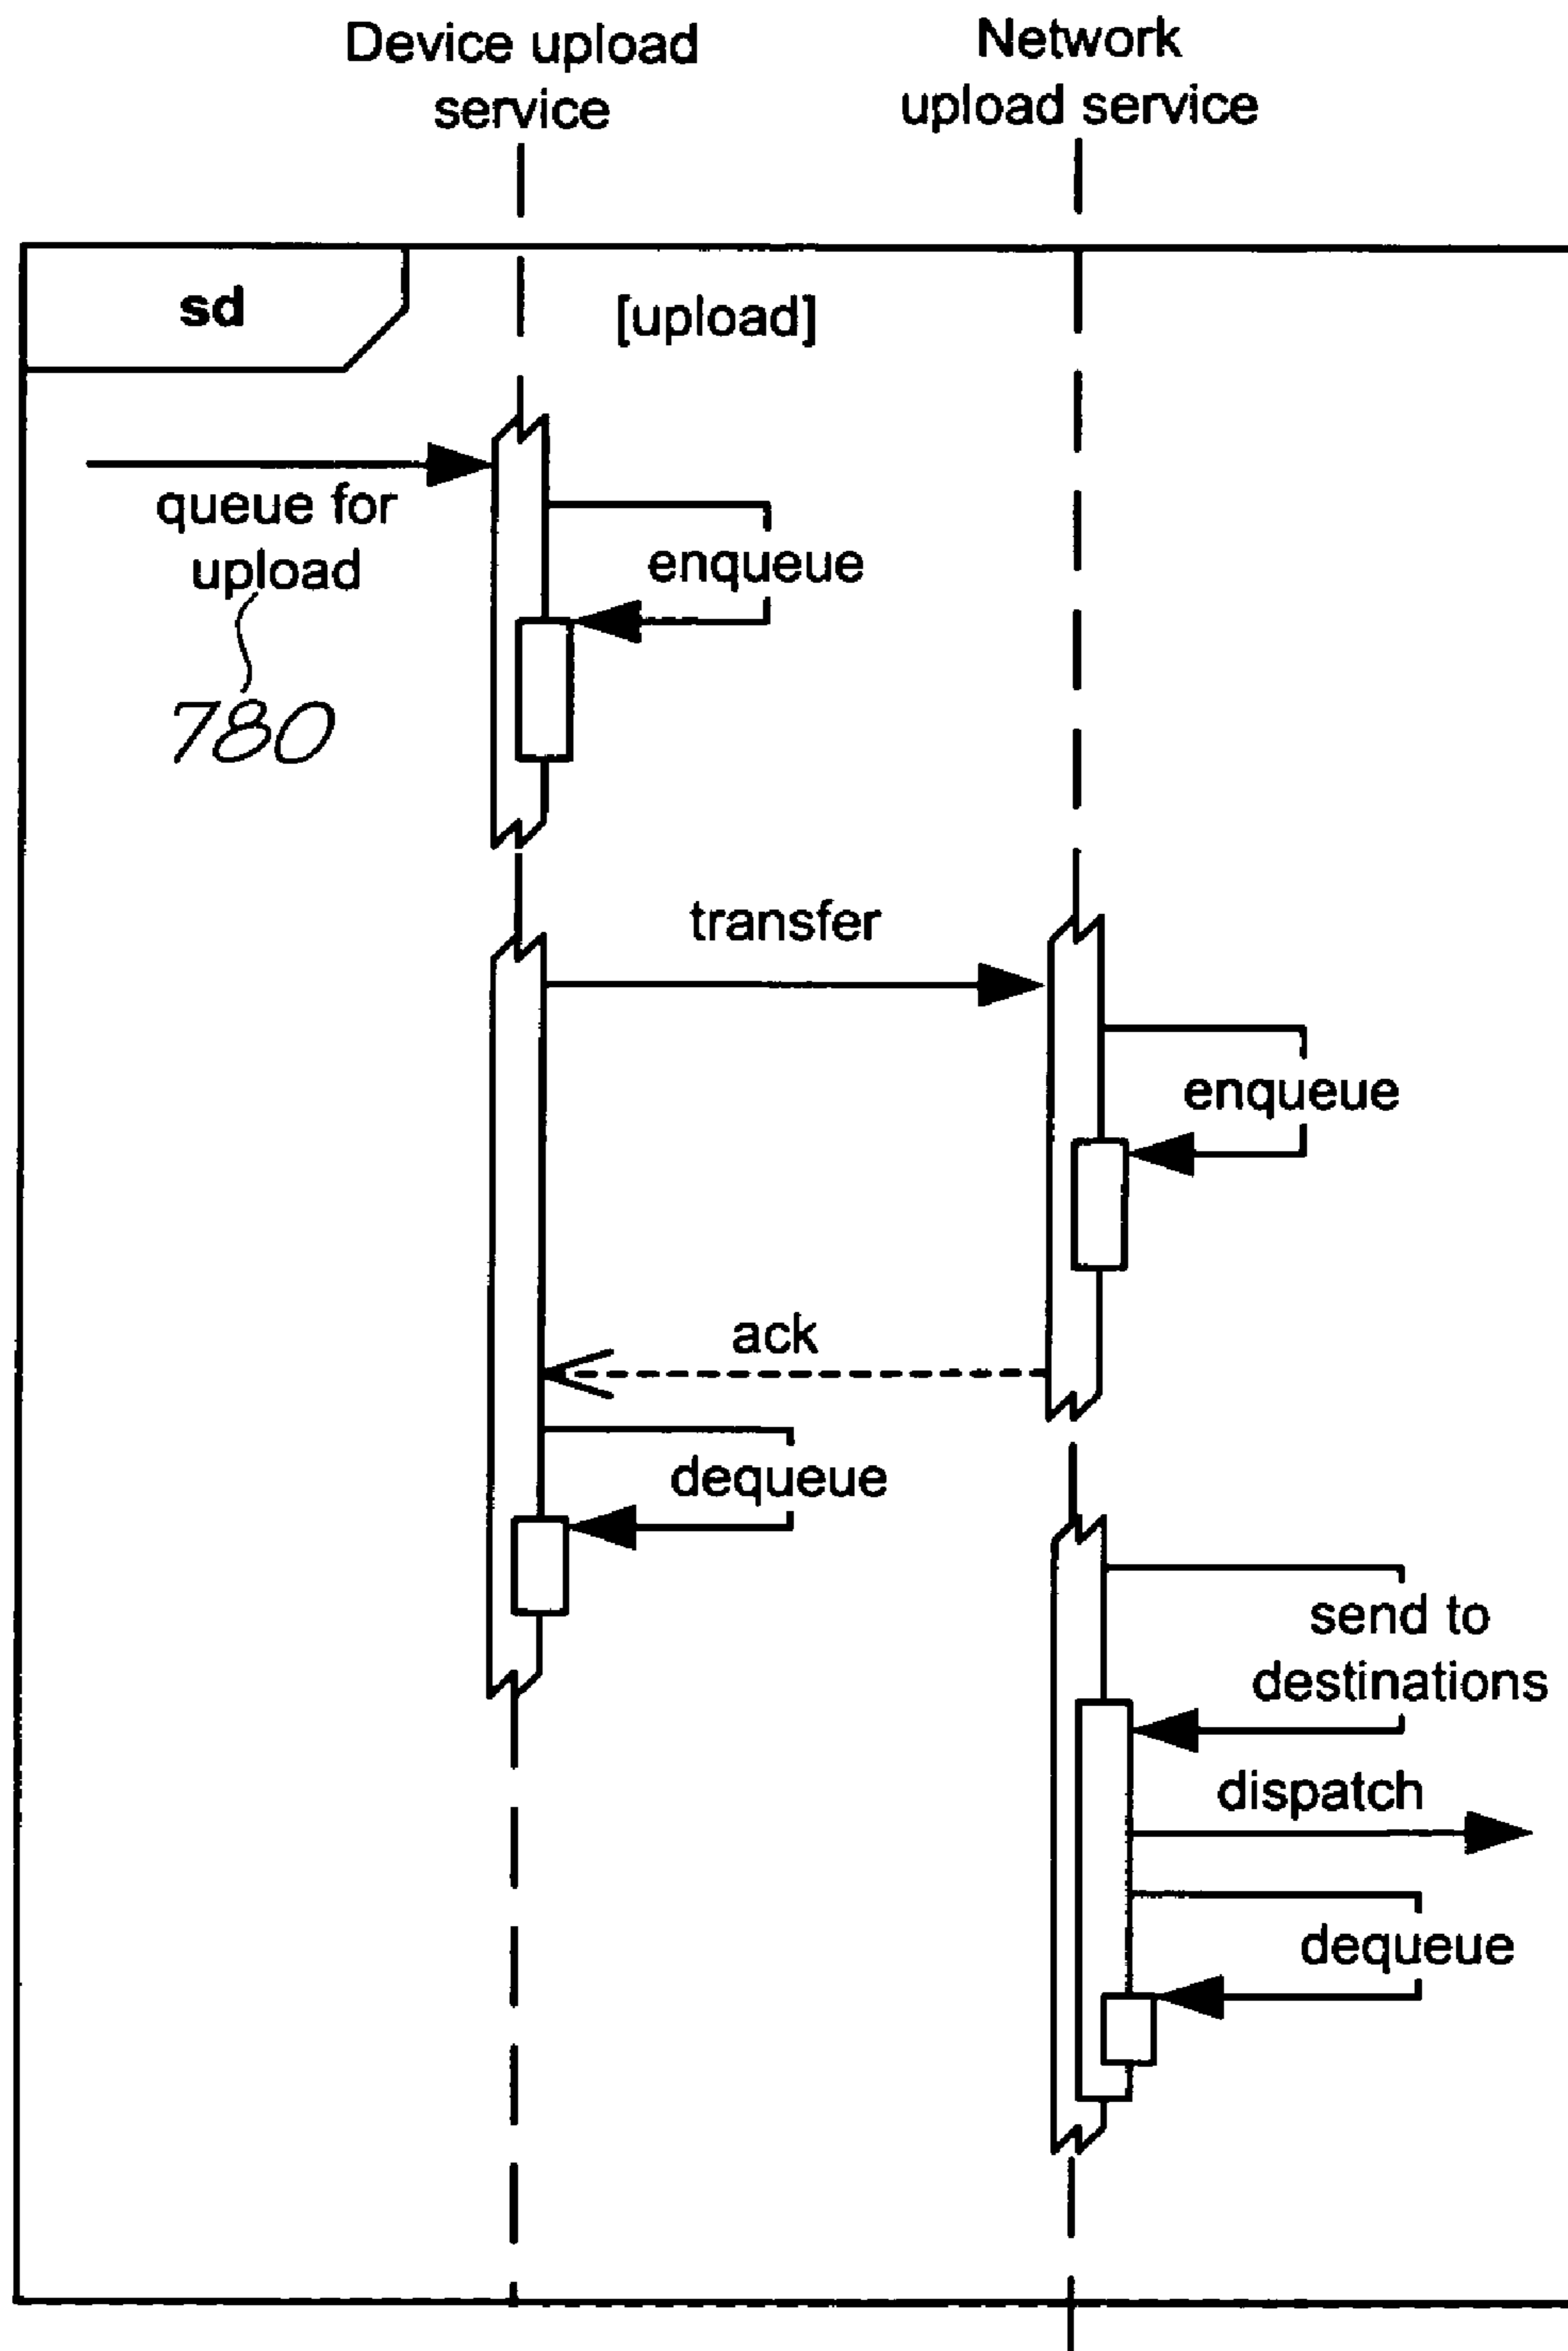 Device upload
service
Network
upload service
sd
[upload]
queue for
upload
780
enqueue
transfer
enqueue
ack
dequeue
send to
destinations
dispatch
dequeue